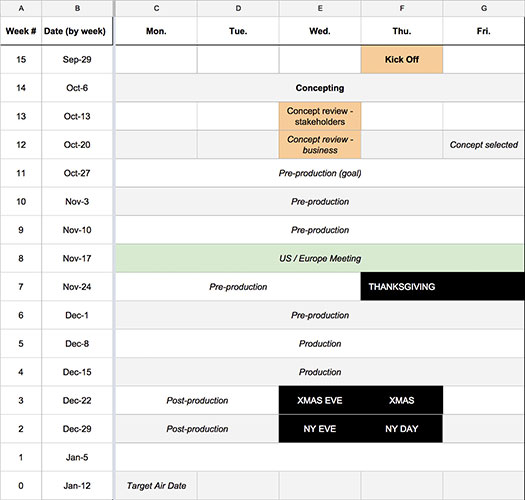 A B C D E F G
Week # Date (by week) Mon. Tue. Wed. Thu. Fri.
15 Sep-29 Kick Off
14 Oct-6 Concepting
13 Oct-13 Concept review -
stakeholders
12 Oct-20 Concept review -
business Concept selected
11 Oct-27 Pre-production (goal)
10 Nov-3 Pre-production
9 Nov-10 Pre-production
8 Nov-17 US / Europe Meeting
7 Nov-24 Pre-production THANKSGIVING
6 Dec-1 Pre-production
5 Dec-8 Production
4 Dec-15 Production
3 Dec-22 Post-production XMAS EVE XMAS
2 Dec-29 Post-production NY EVE NY DAY
1 Jan-5
0 Jan-12 Target Air Date